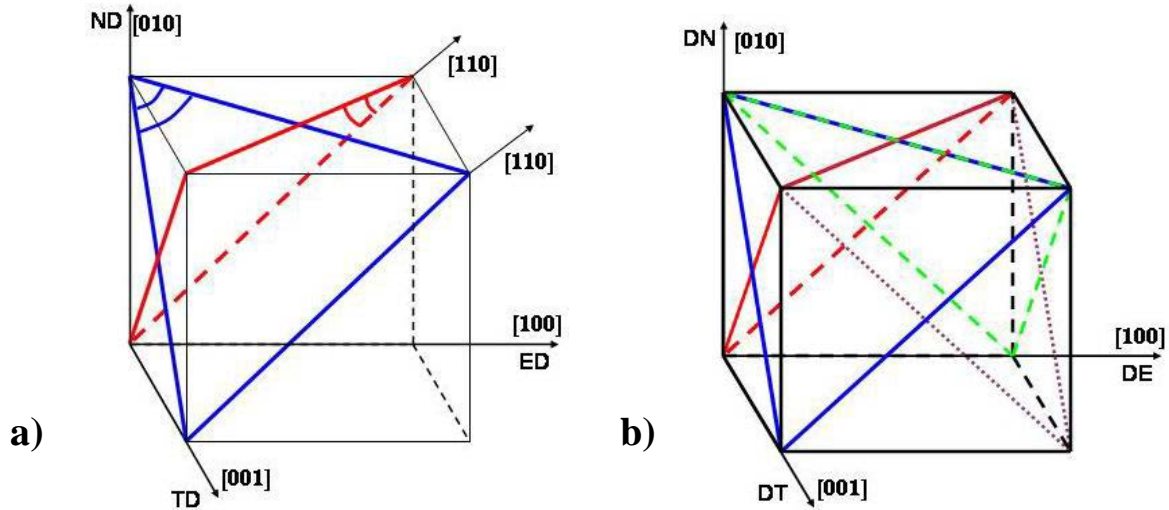 ND
[010]
[110]
[110]
[100]
ED
[001]
TD
a)
DN
[010]
[100]
DE
DT
[001]
b)